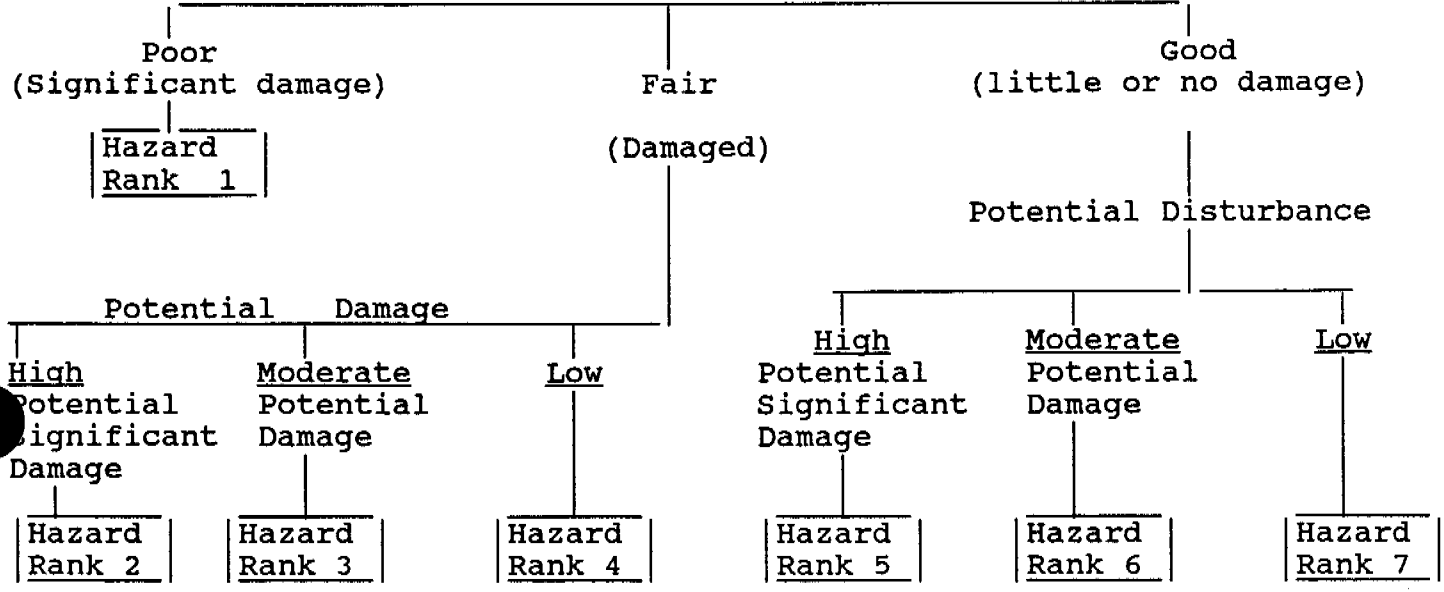 Poor
(Significant damage)
Hazard
Rank 1
Fair
(Damaged)
Good
(little or no damage)
Potential Disturbance
Potential Damage
High
Potential
Significant
Damage
Hazard
Rank 2
Moderate
Potential
Damage
Hazard
Rank 3
Low
Hazard
Rank 4
High
Potential
Significant
Damage
Hazard
Rank 5
Moderate
Potential
Damage
Hazard
Rank 6
Low
Hazard
Rank 7